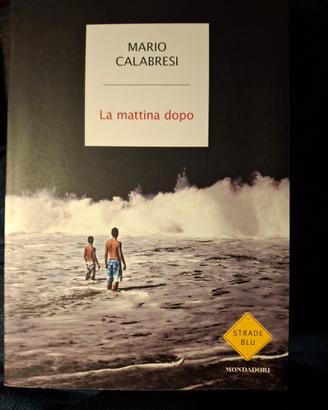 MARIO
CALABRESI
La mattina dopo
STRADE
BLU
MONDADORI